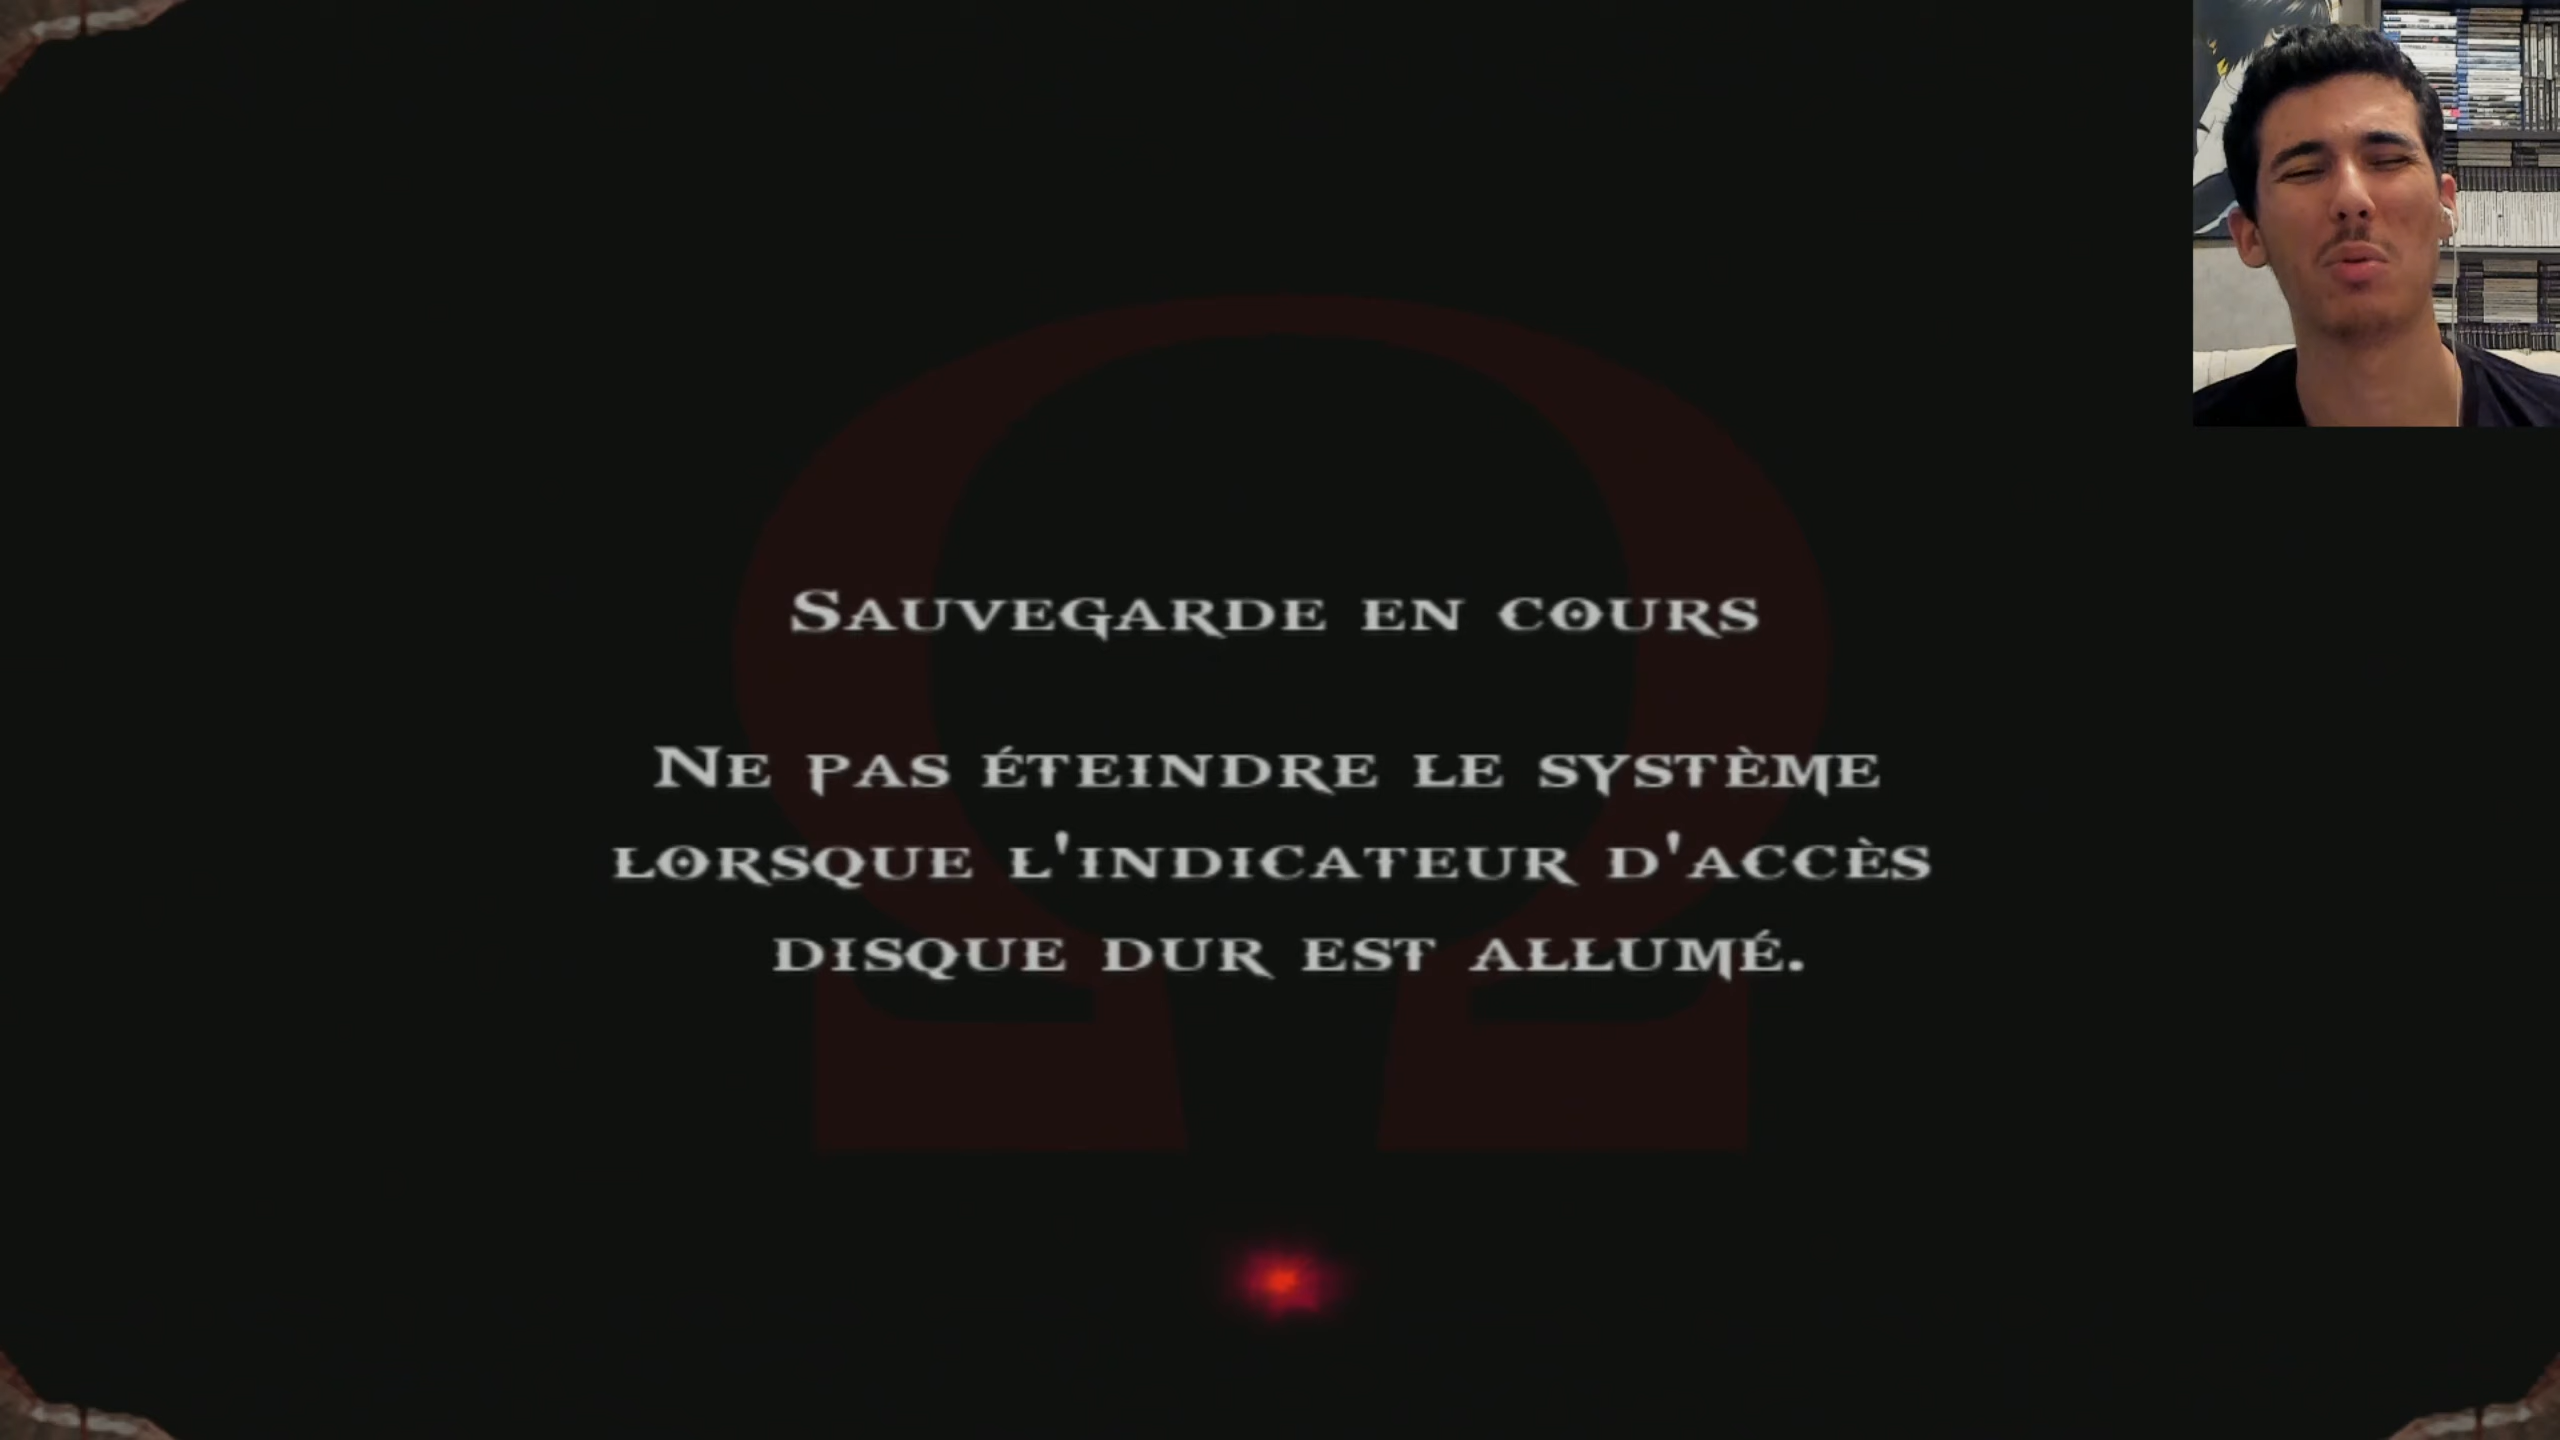 Sauvegarde en cours
Ne pas éteindre le système
lorsque l'indicateur d'accès
disque dur est allumé.